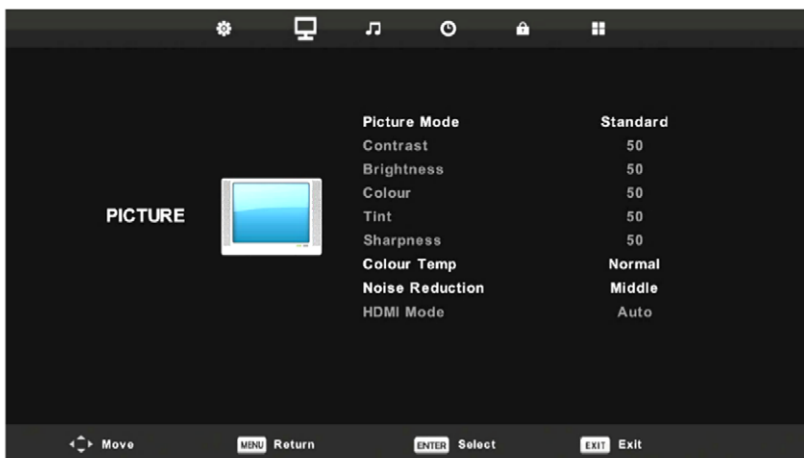 PICTURE
Picture Mode Standard
Contrast 50
Brightness 50
Colour 50
Tint 50
Sharpness 50
Colour Temp Normal
Noise Reduction Middle
HDMI Mode Auto
Move MENU Return ENTER Select EXIT Exit